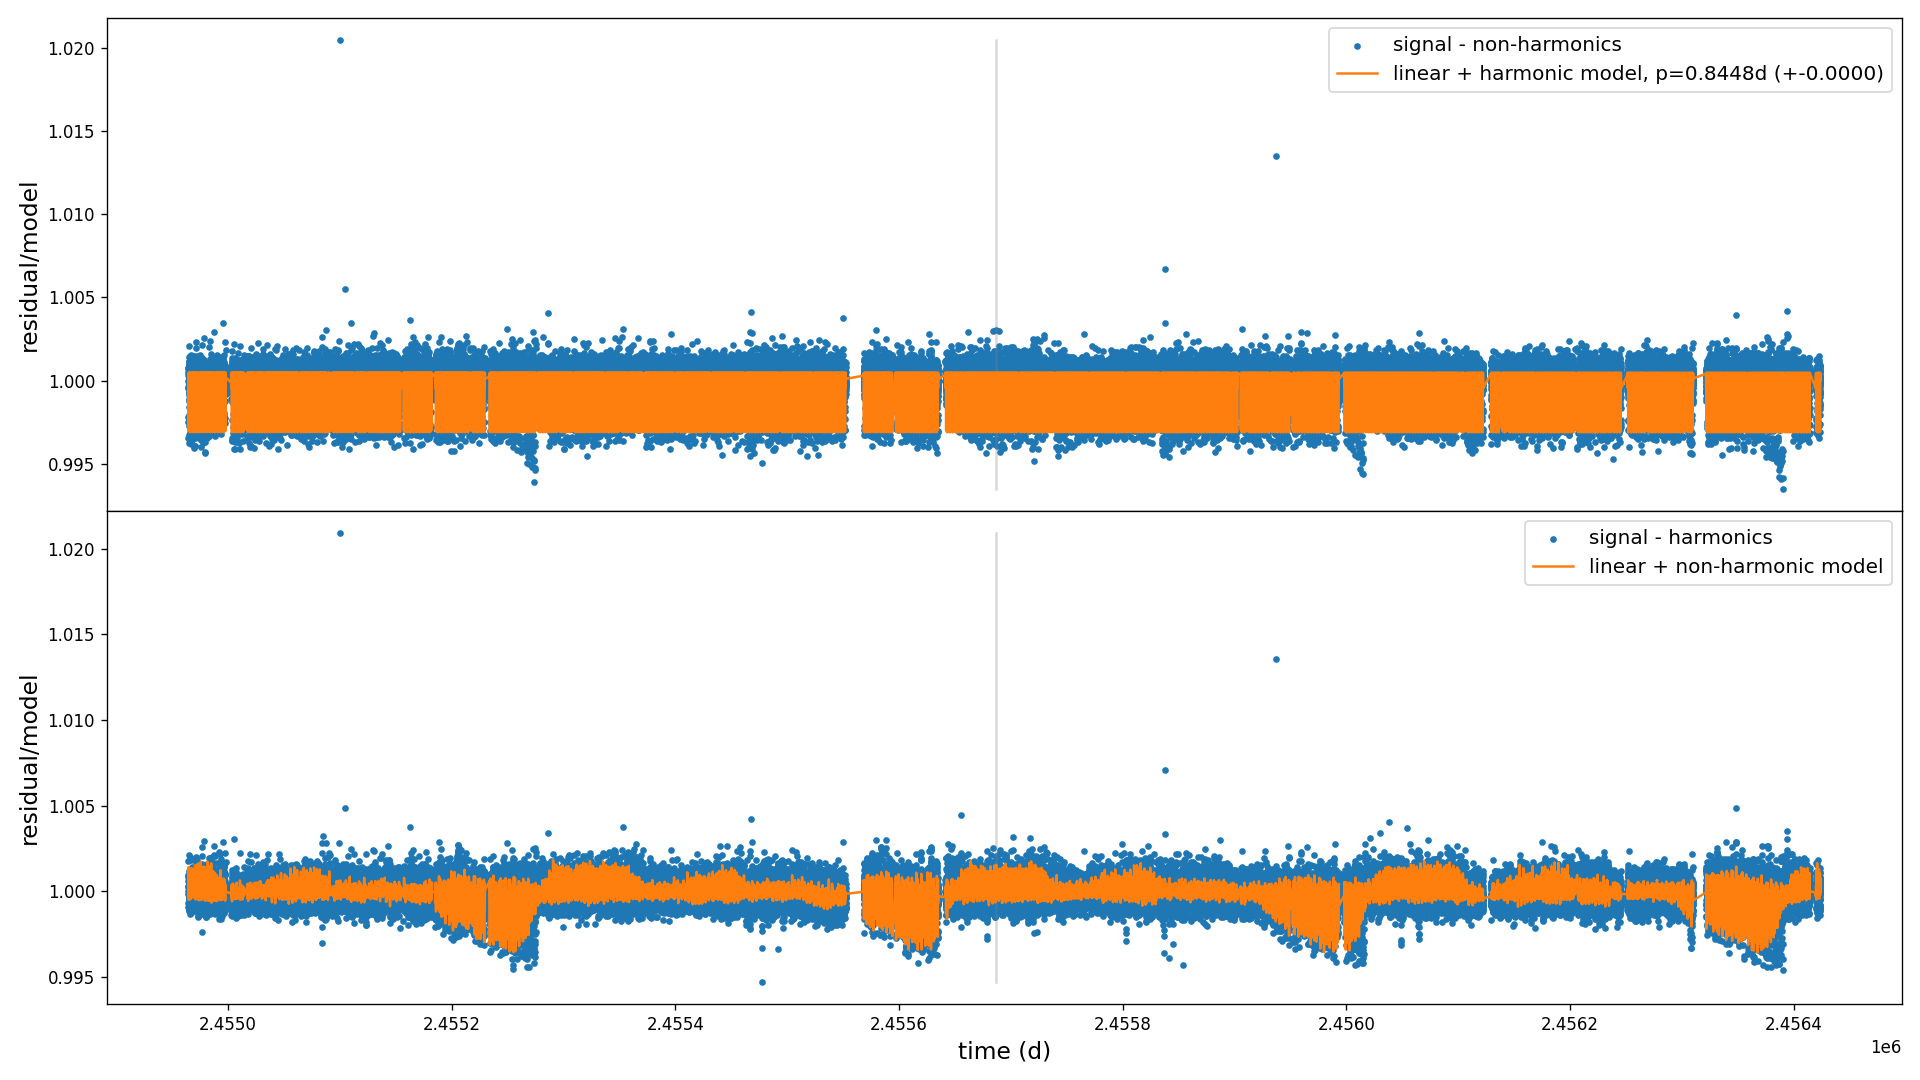 signal - non-harmonics
linear + harmonic model, p=0.8448d (+-0.0000)
1.020
1.015
1.010
1.005
1.000
0.995
residual/model
signal - harmonics
linear + non-harmonic model
1.020
1.015
1.010
1.005
1.000
0.995
residual/model
2.4550
2.4552
2.4554
2.4556
2.4558
2.4560
2.4562
2.4564
1e6
time (d)